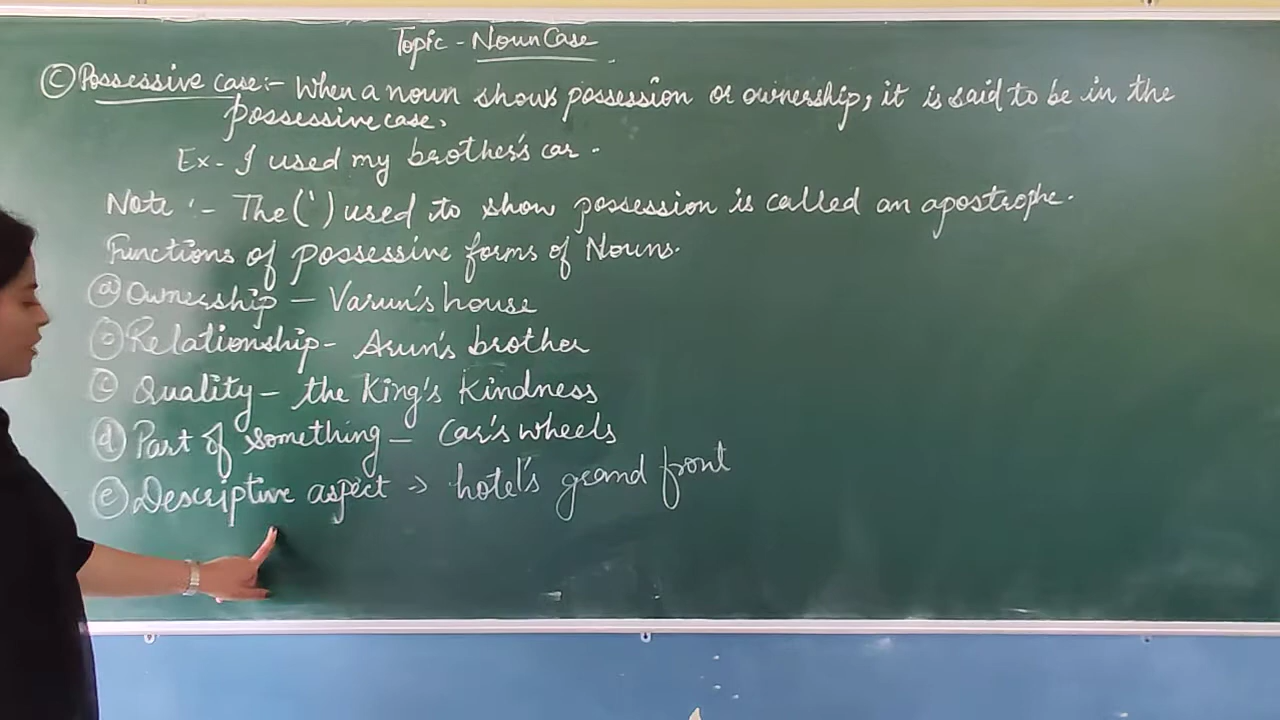 Topic - Noun Case
(C) Possessive case:- When a noun shows possession or ownership, it is said to be in the
possessive case.
Ex- I used my brother's car.
Note :- The (') used to show possession is called an apostrophe.
Functions of possessive forms of Nouns.
(a) Ownership - Varun's house
(b) Relationship - Arun's brother
(c) Quality - the King's Kindness
(d) Part of something - Car's wheels
(e) Descriptive aspect → hotel's grand front